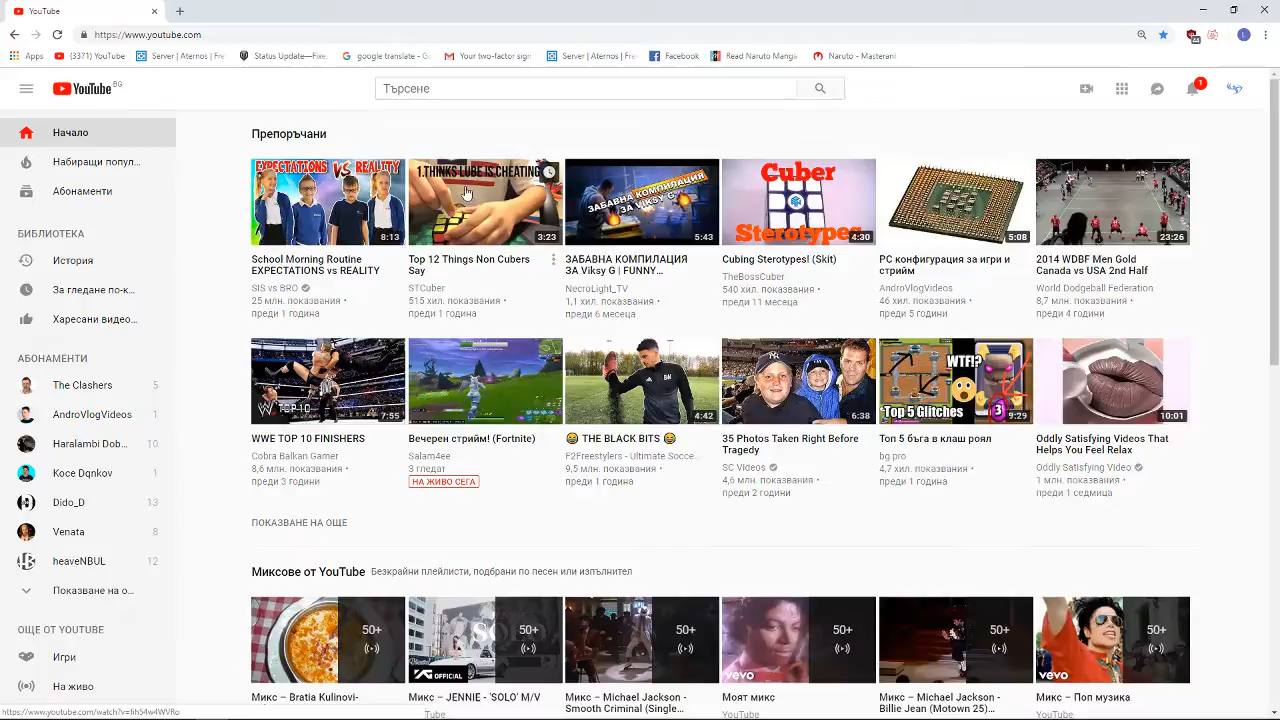 YouTube
https://www.youtube.com
Apps
(3371) YouTube
Server | Aternos | Fre
Status Update—Fixe
google translate - Go
Your two-factor sign
Server | Aternos | Fre
Facebook
Read Naruto Manga
Naruto - Masterani
YouTube BG
Търсене
1
Начало
Набиращи попул...
Абонаменти
БИБЛИОТЕКА
История
За гледане по-к...
Харесани видео...
АБОНАМЕНТИ
The Clashers 5
AndroVlogVideos 1
Haralambi Dob... 10
Koce Dqnkov 1
Dido_D 13
Venata 8
heaveNBUL 12
Показване на о...
ОЩЕ ОТ YOUTUBE
Игри
На живо
Препоръчани
EXPECTATIONS VS REALITY
8:13
School Morning Routine
EXPECTATIONS vs REALITY
SIS vs BRO
25 млн. показвания •
преди 1 година
1.THINKS LUBE IS CHEATING
3:23
Top 12 Things Non Cubers
Say
STCuber
515 хил. показвания •
преди 1 година
ЗАБАВНА КОМПИЛАЦИЯ
ЗА VIKSY G
5:43
ЗАБАВНА КОМПИЛАЦИЯ
ЗА Viksy G | FUNNY...
NecroLight_TV
1,1 хил. показвания •
преди 6 месеца
Cuber
Sterotypes
4:30
Cubing Sterotypes! (Skit)
TheBossCuber
540 хил. показвания •
преди 11 месеца
5:08
PC конфигурация за игри и
стрийм
AndroVlogVideos
46 хил. показвания •
преди 5 години
23:26
2014 WDBF Men Gold
Canada vs USA 2nd Half
World Dodgeball Federation
8,7 млн. показвания •
преди 4 години
TOP 10
7:55
WWE TOP 10 FINISHERS
Cobra Balkan Gamer
8,6 млн. показвания •
преди 3 години
Вечерен стрийм! (Fortnite)
Salam4ee
3 гледат
НА ЖИВО СЕГА
4:42
😂 THE BLACK BITS 😂
F2Freestylers - Ultimate Socce...
9,5 млн. показвания •
преди 1 година
6:38
35 Photos Taken Right Before
Tragedy
SC Videos
4,6 млн. показвания •
преди 2 години
WTF!?
Top 5 Glitches
3
9:29
Топ 5 бъга в клаш роял
bg pro
4,7 хил. показвания •
преди 1 година
10:01
Oddly Satisfying Videos That
Helps You Feel Relax
Oddly Satisfying Video
1 млн. показвания •
преди 1 седмица
ПОКАЗВАНЕ НА ОЩЕ
Миксове от YouTube Безкрайни плейлисти, подбрани по песен или изпълнител
50+
Микс – Bratia Kulinovi-
50+
YG OFFICIAL
Микс – JENNIE - 'SOLO' M/V
Tube
50+
Микс – Michael Jackson -
Smooth Criminal (Single...
50+
vevo
Моят микс
YouTube
50+
Микс – Michael Jackson -
Billie Jean (Motown 25)...
50+
vevo
Микс – Поп музика
YouTube
https://www.youtube.com/watch?v=fih54w4WVRo